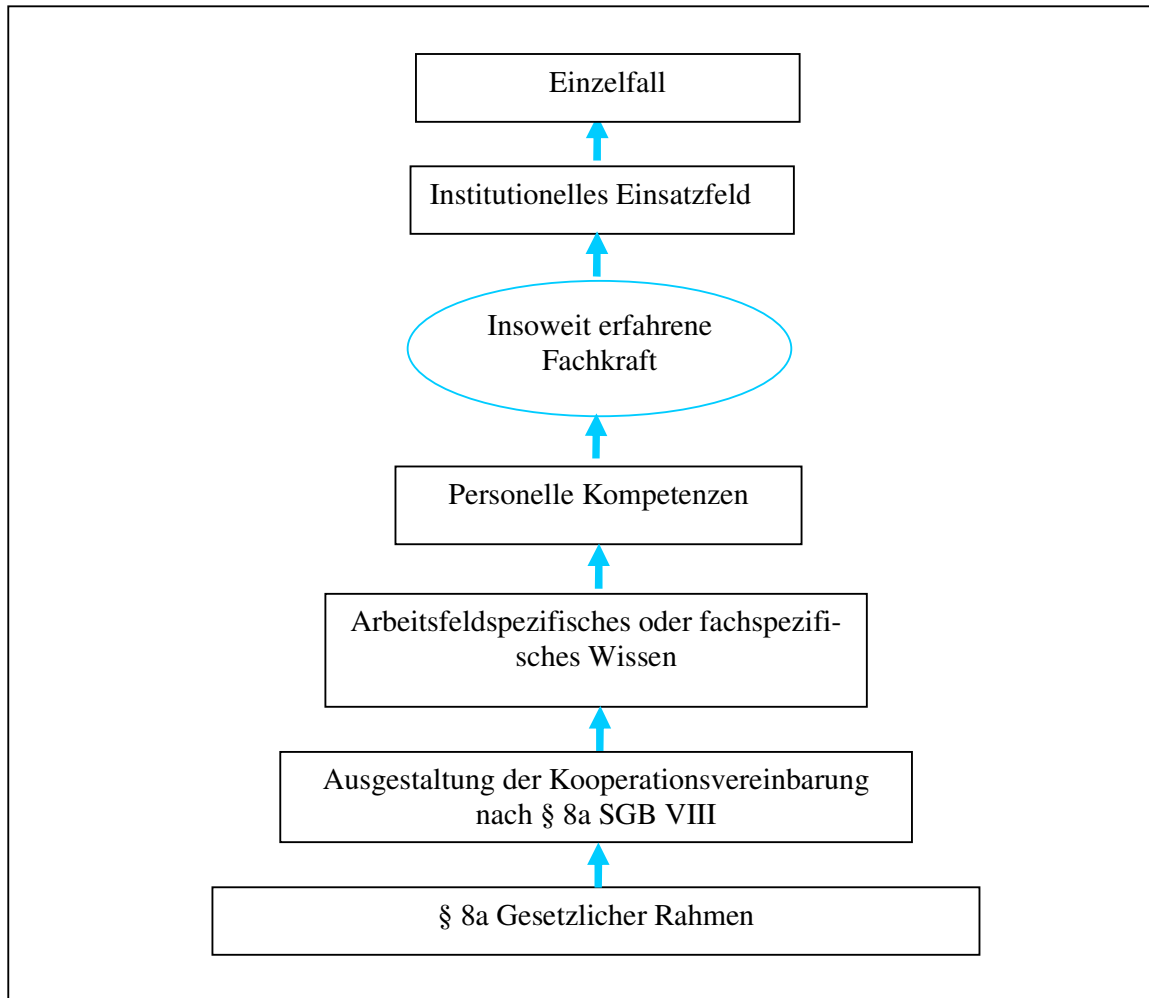 Einzelfall
Institutionelles Einsatzfeld
Insoweit erfahrene
Fachkraft
Personelle Kompetenzen
Arbeitsfeldspezifisches oder fachspezifi-
sches Wissen
Ausgestaltung der Kooperationsvereinbarung
nach § 8a SGB VIII
§ 8a Gesetzlicher Rahmen